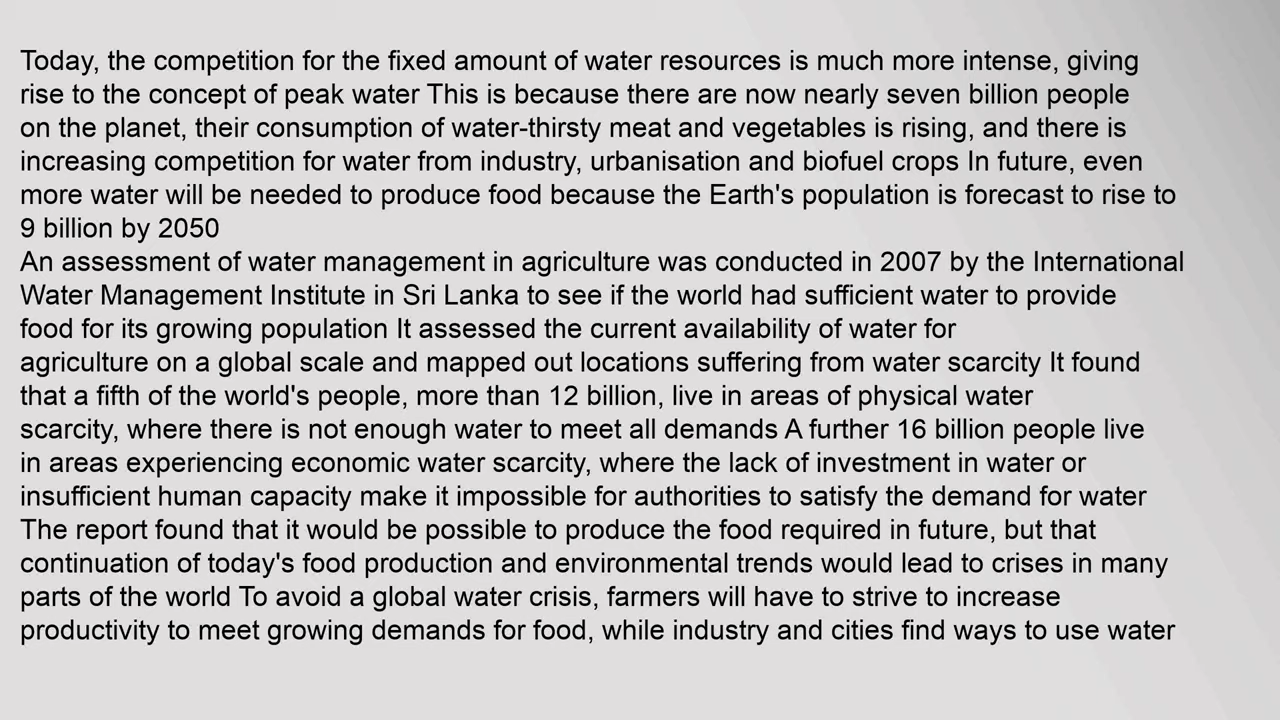 Today, the competition for the fixed amount of water resources is much more intense, giving
rise to the concept of peak water This is because there are now nearly seven billion people
on the planet, their consumption of water-thirsty meat and vegetables is rising, and there is
increasing competition for water from industry, urbanisation and biofuel crops In future, even
more water will be needed to produce food because the Earth's population is forecast to rise to
9 billion by 2050
An assessment of water management in agriculture was conducted in 2007 by the International
Water Management Institute in Sri Lanka to see if the world had sufficient water to provide
food for its growing population It assessed the current availability of water for
agriculture on a global scale and mapped out locations suffering from water scarcity It found
that a fifth of the world's people, more than 12 billion, live in areas of physical water
scarcity, where there is not enough water to meet all demands A further 16 billion people live
in areas experiencing economic water scarcity, where the lack of investment in water or
insufficient human capacity make it impossible for authorities to satisfy the demand for water
The report found that it would be possible to produce the food required in future, but that
continuation of today's food production and environmental trends would lead to crises in many
parts of the world To avoid a global water crisis, farmers will have to strive to increase
productivity to meet growing demands for food, while industry and cities find ways to use water